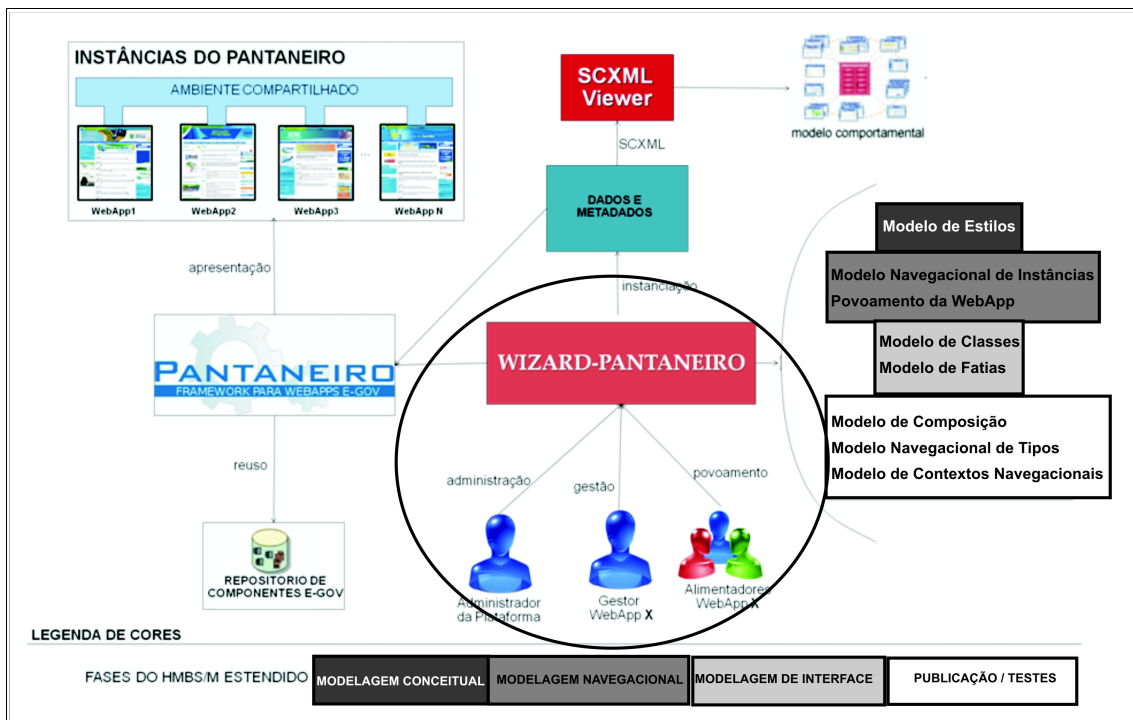 INSTÂNCIAS DO PANTANEIRO
AMBIENTE COMPARTILHADO
...
WebApp1
WebApp2
WebApp3
WebApp N
apresentação
PANTANEIRO
FRAMEWORK PARA WEBAPPS E-GOV
reuso
REPOSITORIO DE
COMPONENTES E-GOV
SCXML
Viewer
modelo comportamental
SCXML
DADOS E
METADADOS
instanciação
WIZARD-PANTANEIRO
administração
gestão
povoamento
Administrador
da Plataforma
Gestor
WebApp X
Alimentadores
WebApp X
Modelo de Estilos
Modelo Navegacional de Instâncias
Povoamento da WebApp
Modelo de Classes
Modelo de Fatias
Modelo de Composição
Modelo Navegacional de Tipos
Modelo de Contextos Navegacionais
LEGENDA DE CORES
FASES DO HMBS/M ESTENDIDO
MODELAGEM CONCEITUAL
MODELAGEM NAVEGACIONAL
MODELAGEM DE INTERFACE
PUBLICAÇÃO / TESTES